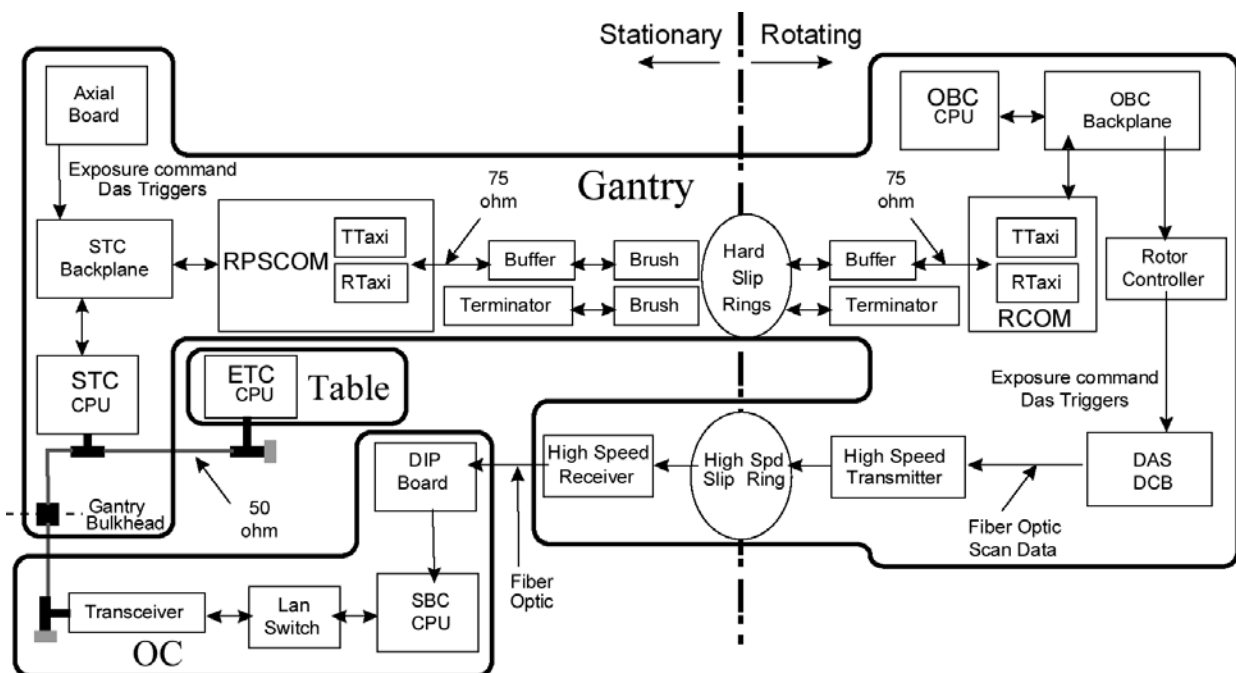 Stationary
Rotating
Axial
Board
OBC
CPU
OBC
Backplane
Exposure command
Das Triggers
75
ohm
Gantry
75
ohm
STC
Backplane
RPSCOM
TTaxi
RTaxi
Buffer
Brush
Terminator
Brush
Hard
Slip
Rings
Buffer
Terminator
TTaxi
RTaxi
RCOM
Rotor
Controller
STC
CPU
ETC
CPU
Table
Exposure command
Das Triggers
DIP
Board
High Speed
Receiver
High Spd
Slip Ring
High Speed
Transmitter
DAS
DCB
Gantry
Bulkhead
50
ohm
Fiber Optic
Scan Data
Fiber
Optic
Transceiver
Lan
Switch
SBC
CPU
OC